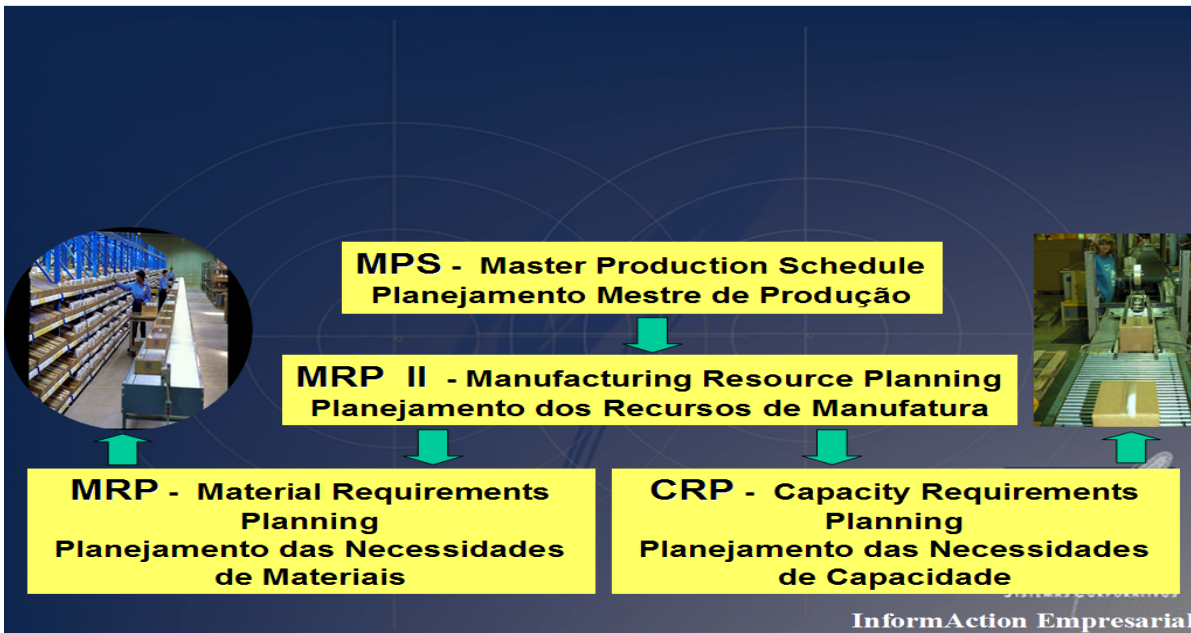 MPS - Master Production Schedule
Planejamento Mestre de Produção
MRP II - Manufacturing Resource Planning
Planejamento dos Recursos de Manufatura
MRP - Material Requirements
Planning
Planejamento das Necessidades
de Materiais
CRP - Capacity Requirements
Planning
Planejamento das Necessidades
de Capacidade
InformAction Empresarial